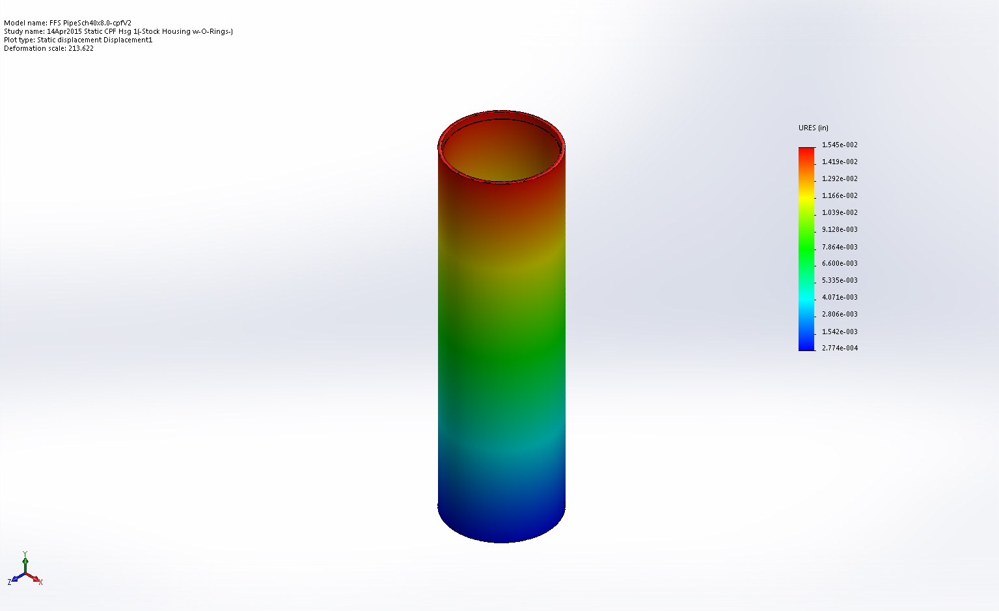 Model name: FFS PipeSch40x8.0-cpfV2
Study name: 14Apr2015 Static CPF Hsg 1(-Stock Housing w-O-Rings-)
Plot type: Static displacement Displacement1
Deformation scale: 213.622
URES (in)
1.545e-002
1.419e-002
1.292e-002
1.166e-002
1.039e-002
9.128e-003
7.864e-003
6.600e-003
5.335e-003
4.071e-003
2.806e-003
1.542e-003
2.774e-004
Y
Z
X